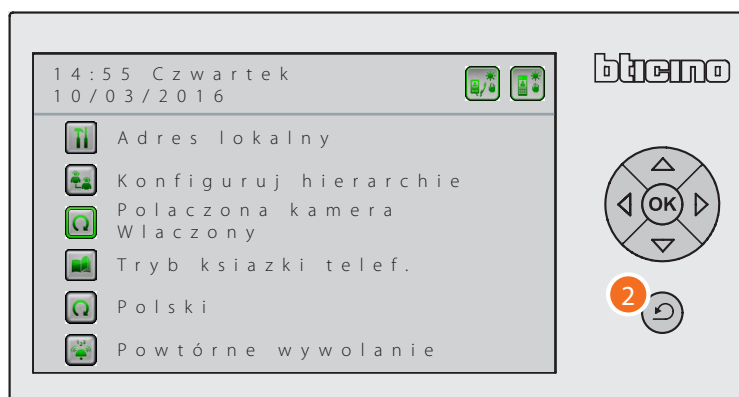 14:55 Czwartek
10/03/2016
bticino
Adres lokalny
Konfiguruj hierarchie
Polaczona kamera
Wlaczony
Tryb ksiazki telef.
Polski
Powtórne wywolanie
OK
2